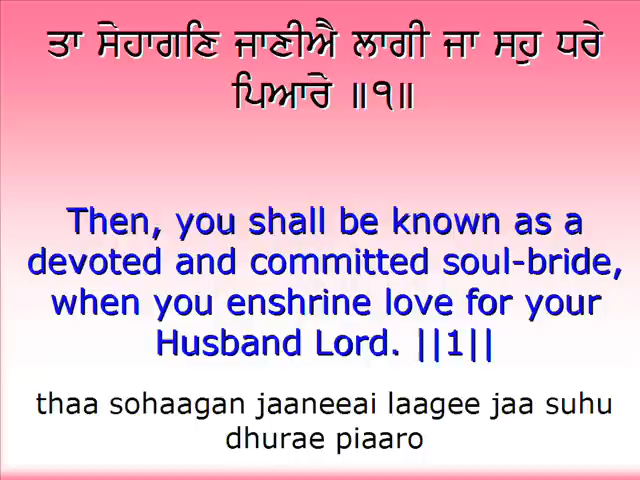 ਤਾ ਸੋਹਾਗਣਿ ਜਾਣੀਐ ਲਾਗੀ ਜਾ ਸਹੁ ਧਰੇ
ਪਿਆਰੋ ॥੧॥
Then, you shall be known as a
devoted and committed soul-bride,
when you enshrine love for your
Husband Lord. ||1||
thaa sohaagan jaaneeai laagee jaa suhu
dhurae piaaro